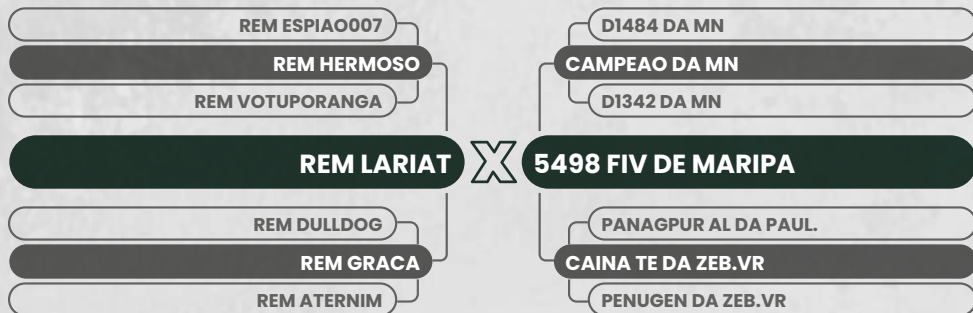 REM ESPIAO007
D1484 DA MN
REM HERMOSO
CAMPEAO DA MN
REM VOTUPORANGA
D1342 DA MN
REM LARIAT X 5498 FIV DE MARIPA
REM DULLDOG
PANAGPUR AL DA PAUL.
REM GRACA
CAINA TE DA ZEB.VR
REM ATERNIM
PENUGEN DA ZEB.VR